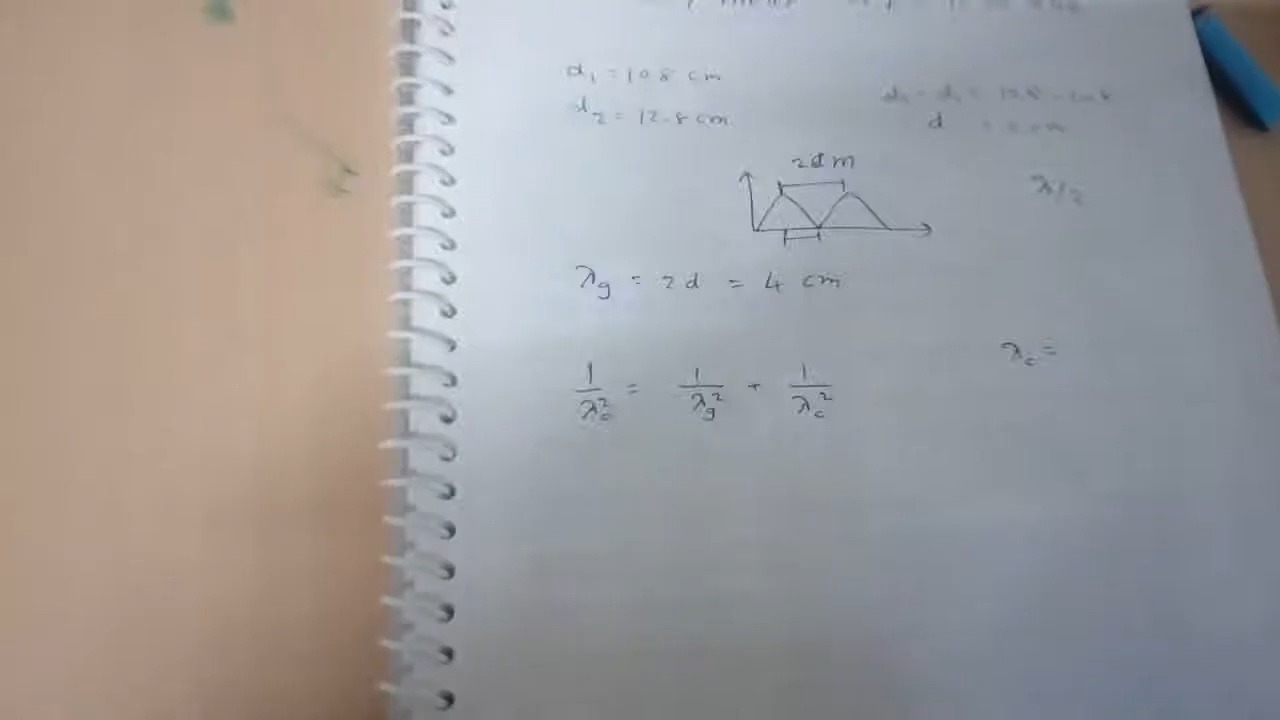 d₁ = 10.8 cm
d₂ = 12.8 cm
d
2d m
λ/2
λg = 2d = 4 cm
λc =
1/λ₀² = 1/λg² + 1/λc²